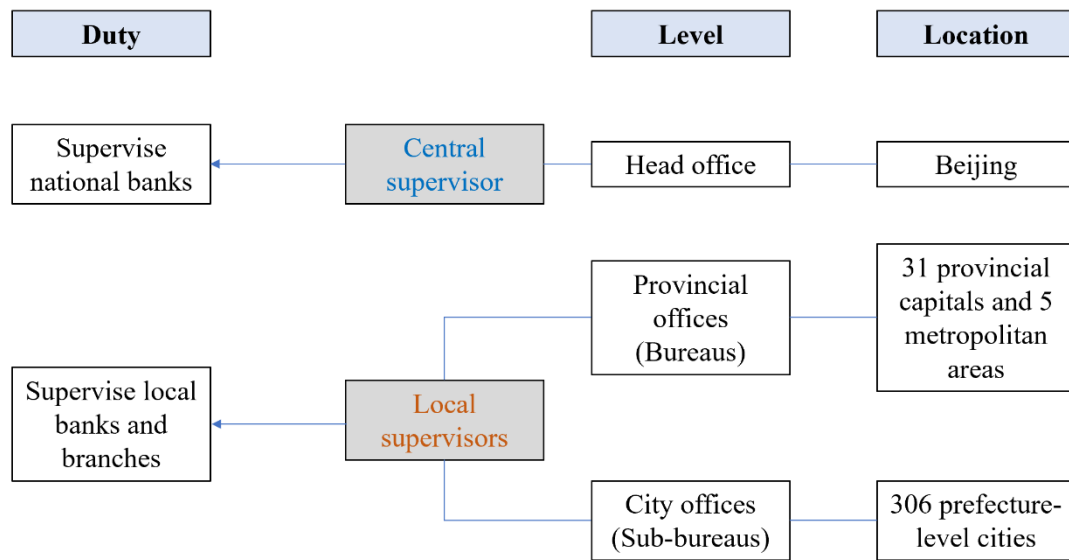 Duty
Level
Location
Supervise
national banks
Central
supervisor
Head office
Beijing
Provincial
offices
(Bureaus)
31 provincial
capitals and 5
metropolitan
areas
Supervise local
banks and
branches
Local
supervisors
City offices
(Sub-bureaus)
306 prefecture-
level cities